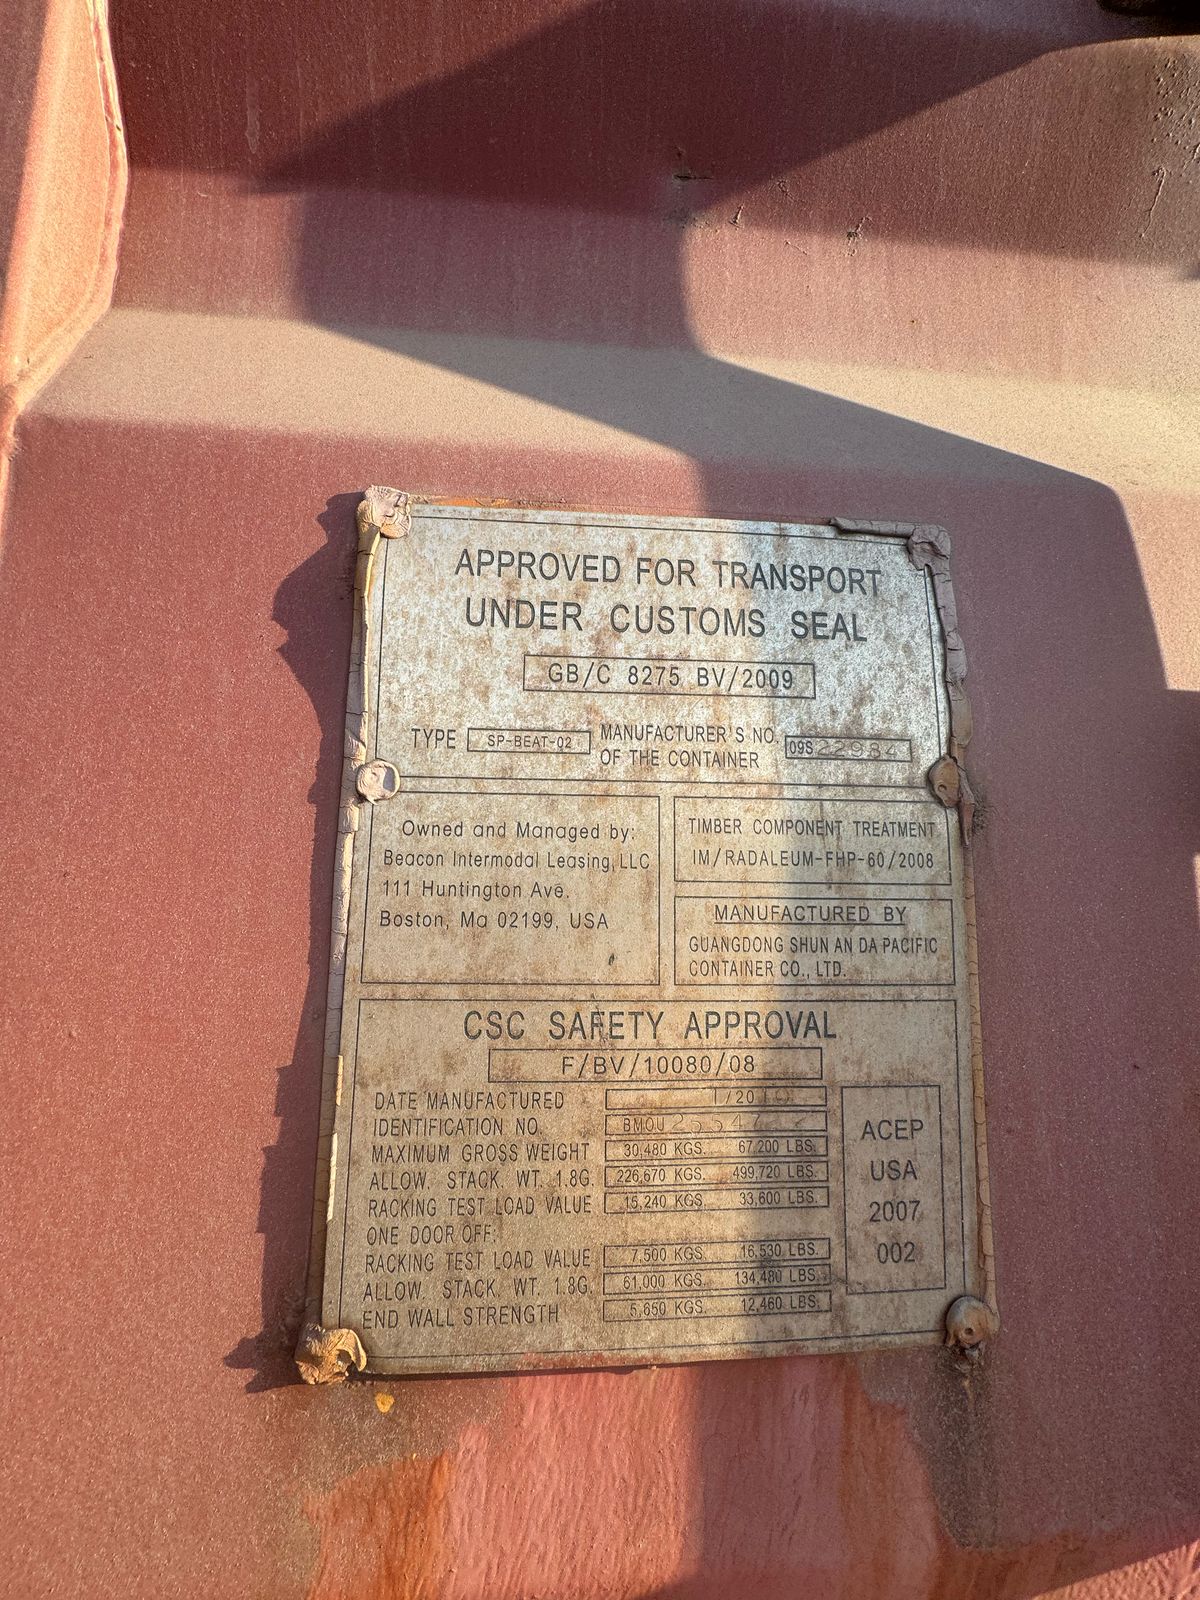 APPROVED FOR TRANSPORT
UNDER CUSTOMS SEAL
GB/C 8275 BV/2009
TYPE SP-BEAT-02 MANUFACTURER'S NO. OF THE CONTAINER 09S 22984
Owned and Managed by:
Beacon Intermodal Leasing, LLC
111 Huntington Ave.
Boston, Ma 02199, USA
TIMBER COMPONENT TREATMENT
IM/RADALEUM-FHP-60/2008
MANUFACTURED BY
GUANGDONG SHUN AN DA PACIFIC
CONTAINER CO., LTD.
CSC SAFETY APPROVAL
F/BV/10080/08
DATE MANUFACTURED
IDENTIFICATION NO. BMOU
MAXIMUM GROSS WEIGHT 30,480 KGS. 67,200 LBS.
ALLOW. STACK. WT. 1.8G. 226,670 KGS. 499,720 LBS.
RACKING TEST LOAD VALUE 15,240 KGS. 33,600 LBS.
ONE DOOR OFF:
RACKING TEST LOAD VALUE 7,500 KGS. 16,530 LBS.
ALLOW. STACK. WT. 1.8G. 61,000 KGS. 134,480 LBS.
END WALL STRENGTH 5,650 KGS. 12,460 LBS.
ACEP
USA
2007
002